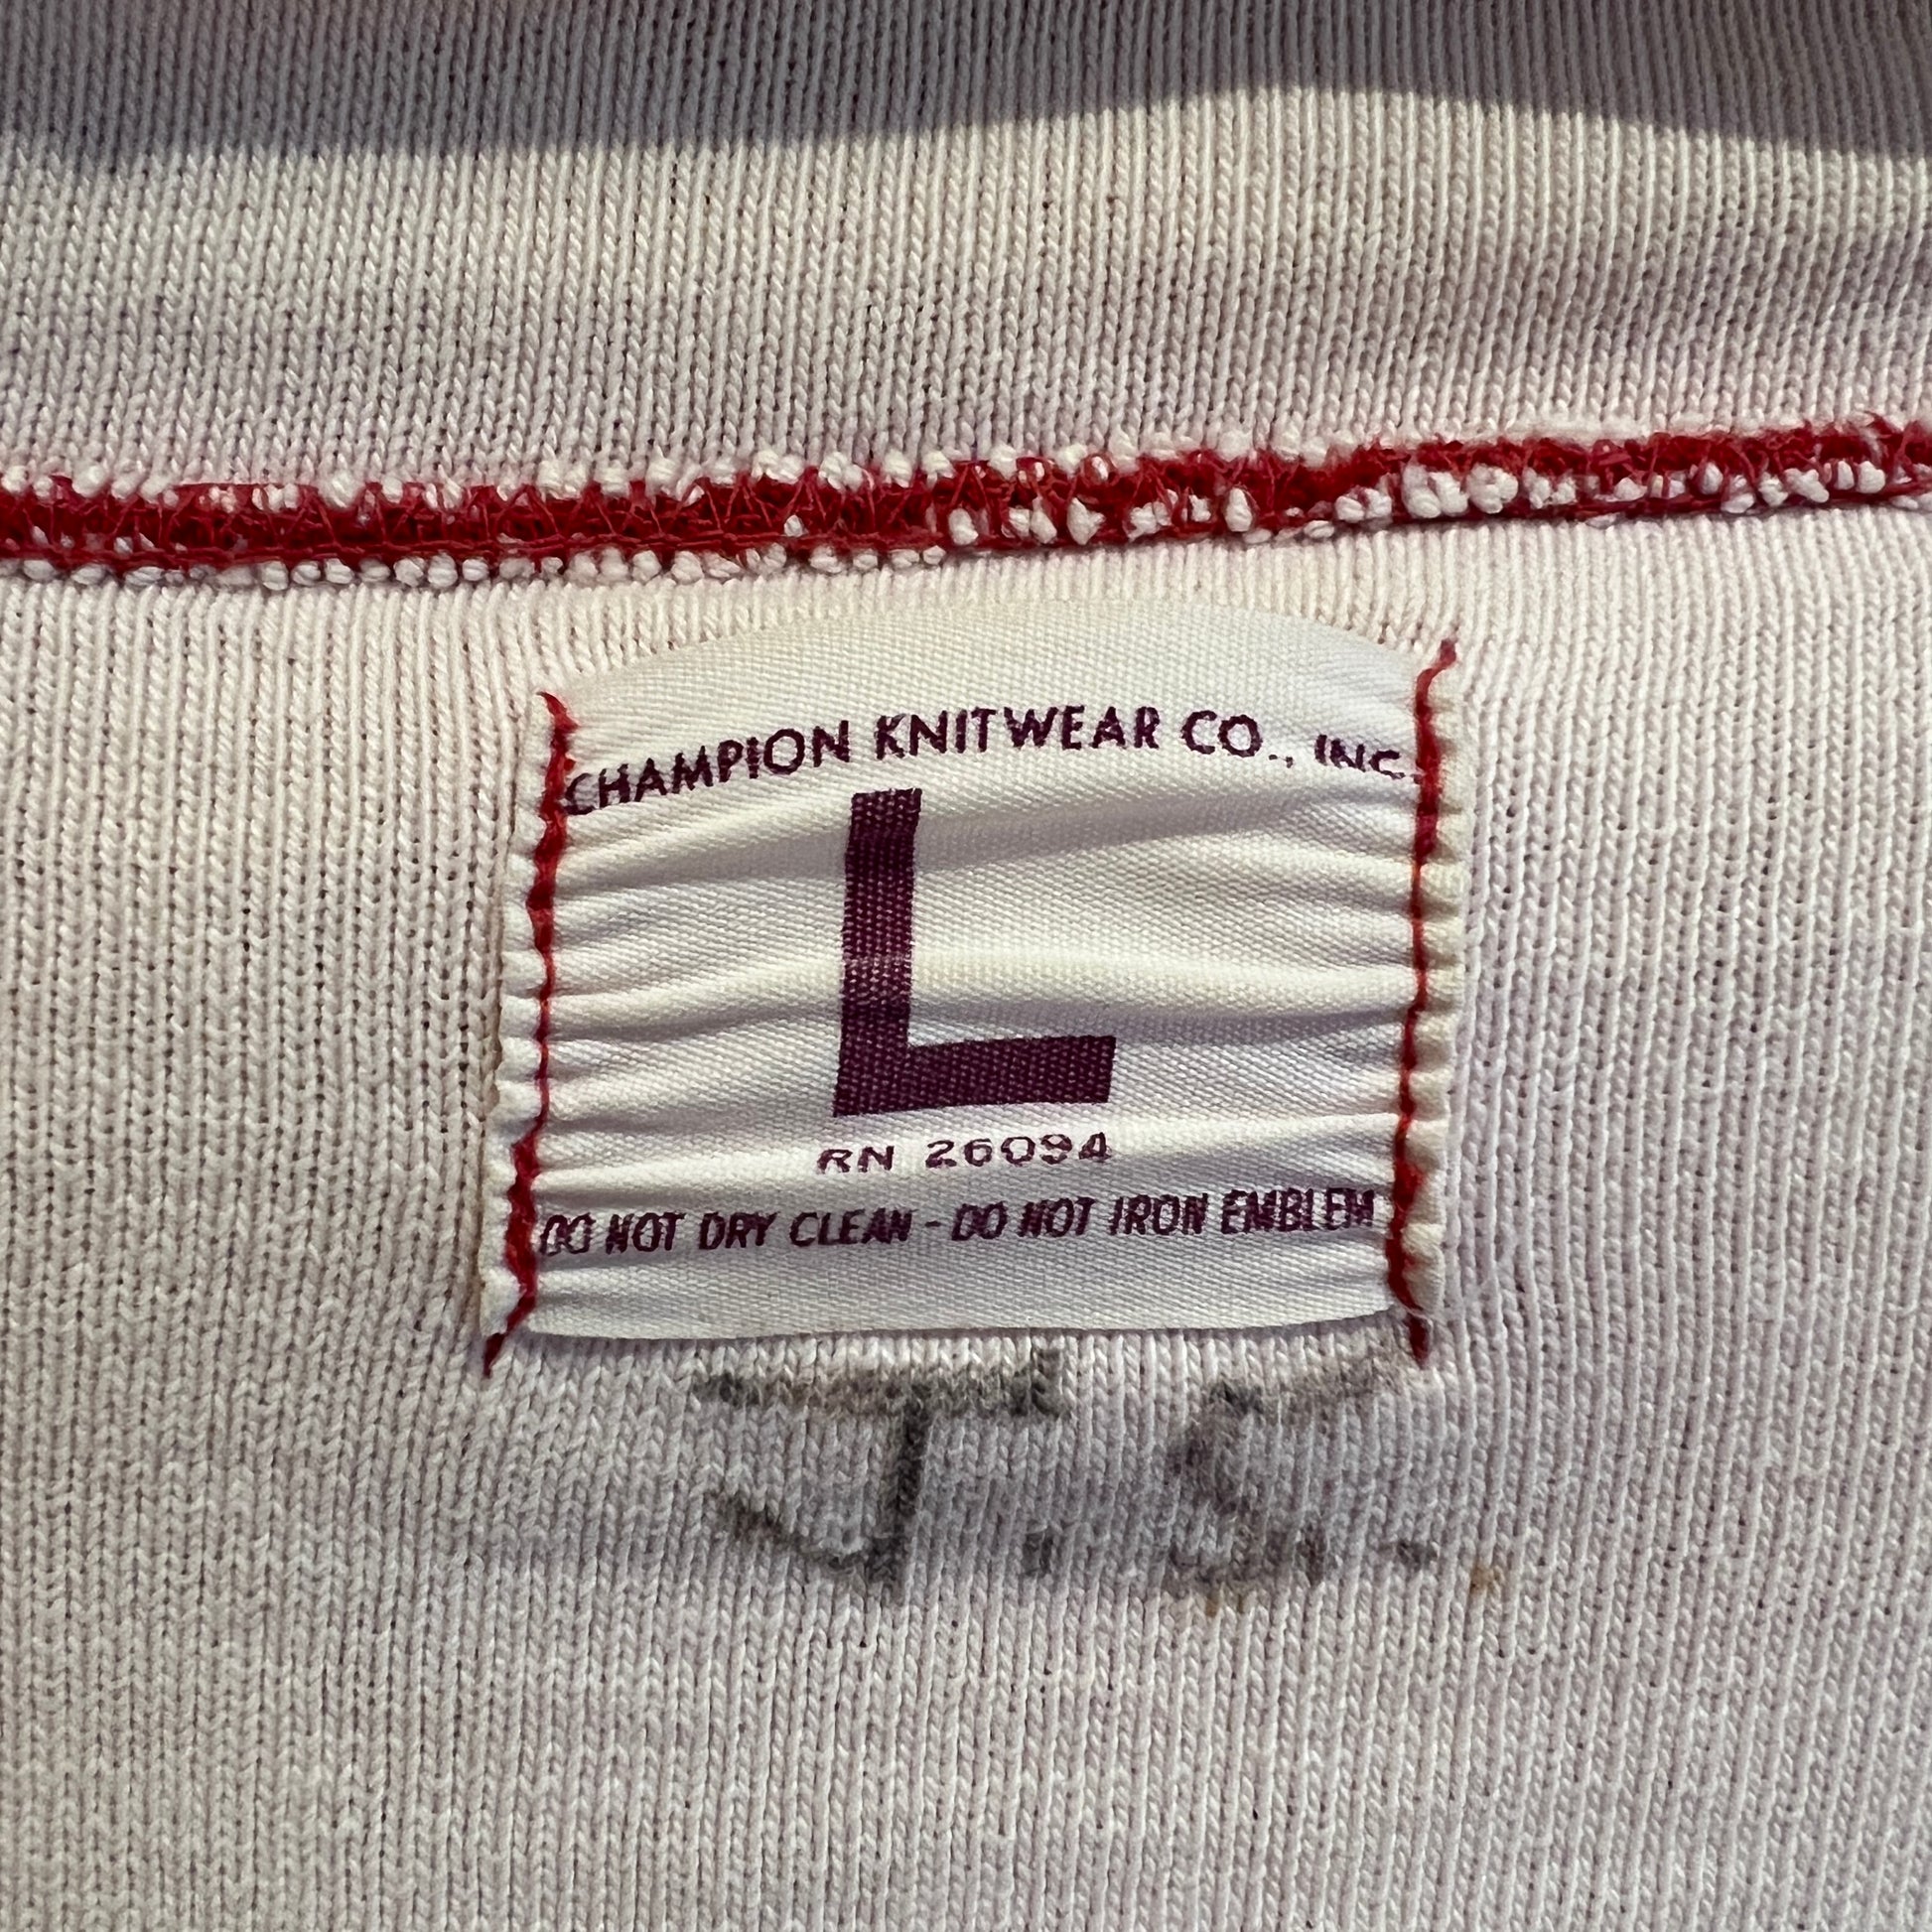 CHAMPION KNITWEAR CO., INC.
L
RN 26094
DO NOT DRY CLEAN - DO NOT IRON EMBLEM
J. S.